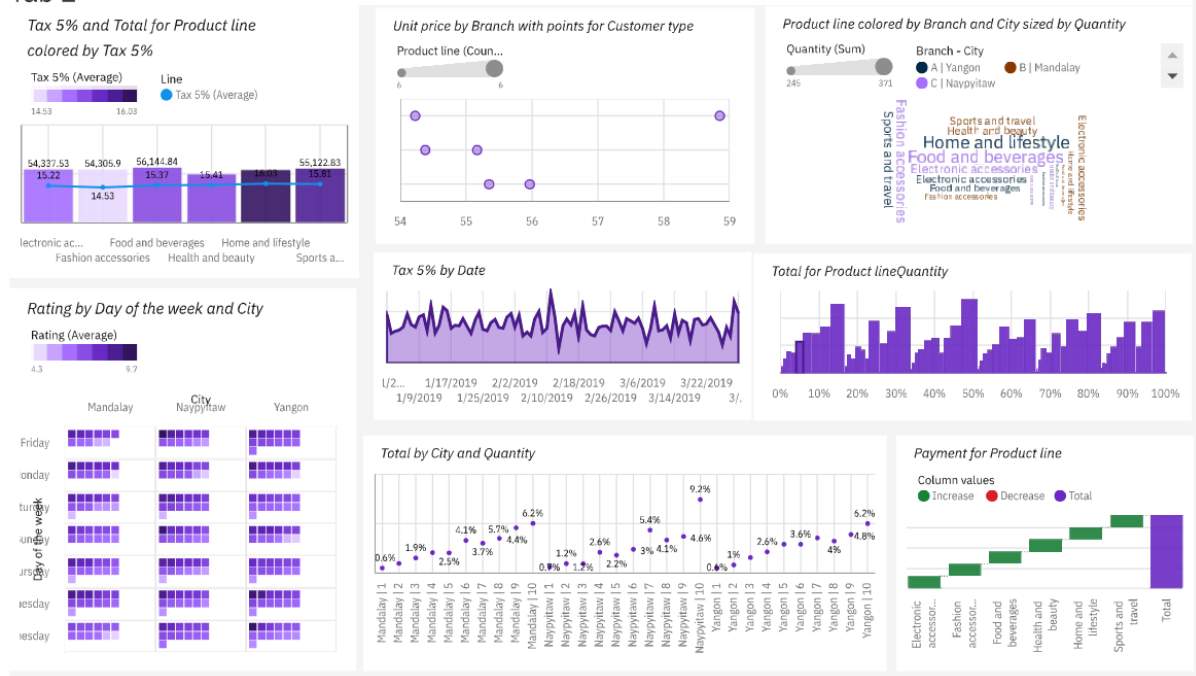 Tax 5% and Total for Product line
colored by Tax 5%
Tax 5% (Average)
14.53 16.03
Line
Tax 5% (Average)
54,337.53 54,305.9 56,144.84 55,122.83
15.22 14.53 15.37 15.41 16.03 15.81
lectronic ac... Food and beverages Home and lifestyle
Fashion accessories Health and beauty Sports a...
Unit price by Branch with points for Customer type
Product line (Coun...
6 6
54 55 56 57 58 59
Product line colored by Branch and City sized by Quantity
Quantity (Sum)
245 371
Branch - City
A | Yangon B | Mandalay
C | Naypyitaw
Fashion accessories
Sports and travel
Sports and travel
Health and beauty
Home and lifestyle
Food and beverages
Electronic accessories
Electronic accessories
Food and beverages
Fashion accessories
Home and lifestyle
Electronic accessories
Rating by Day of the week and City
Rating (Average)
4.3 9.7
City
Mandalay Naypyitaw Yangon
Day of the week
Friday
onday
turday
unday
ursday
esday
esday
Tax 5% by Date
1/17/2019 2/2/2019 2/18/2019 3/6/2019 3/22/2019
1/9/2019 1/25/2019 2/10/2019 2/26/2019 3/14/2019 3/.
Total for Product lineQuantity
0% 10% 20% 30% 40% 50% 60% 70% 80% 90% 100%
Total by City and Quantity
0.6% 1.9% 2.5% 4.1% 3.7% 5.7% 4.4% 6.2%
1.2% 1.2% 2.6% 2.2% 3% 5.4% 4.1% 4.6% 9.2%
1% 2.6% 3.6% 4% 4.8% 6.2%
Mandalay | 1
Mandalay | 2
Mandalay | 3
Mandalay | 4
Mandalay | 5
Mandalay | 6
Mandalay | 7
Mandalay | 8
Mandalay | 9
Mandalay | 10
Naypyitaw | 1
Naypyitaw | 2
Naypyitaw | 3
Naypyitaw | 4
Naypyitaw | 5
Naypyitaw | 6
Naypyitaw | 7
Naypyitaw | 8
Naypyitaw | 9
Naypyitaw | 10
Yangon | 1
Yangon | 2
Yangon | 3
Yangon | 4
Yangon | 5
Yangon | 6
Yangon | 7
Yangon | 8
Yangon | 9
Yangon | 10
Payment for Product line
Column values
Increase Decrease Total
Electronic
accessor...
Fashion
accessor...
Food and
beverages
Health and
beauty
Home and
lifestyle
Sports and
travel
Total